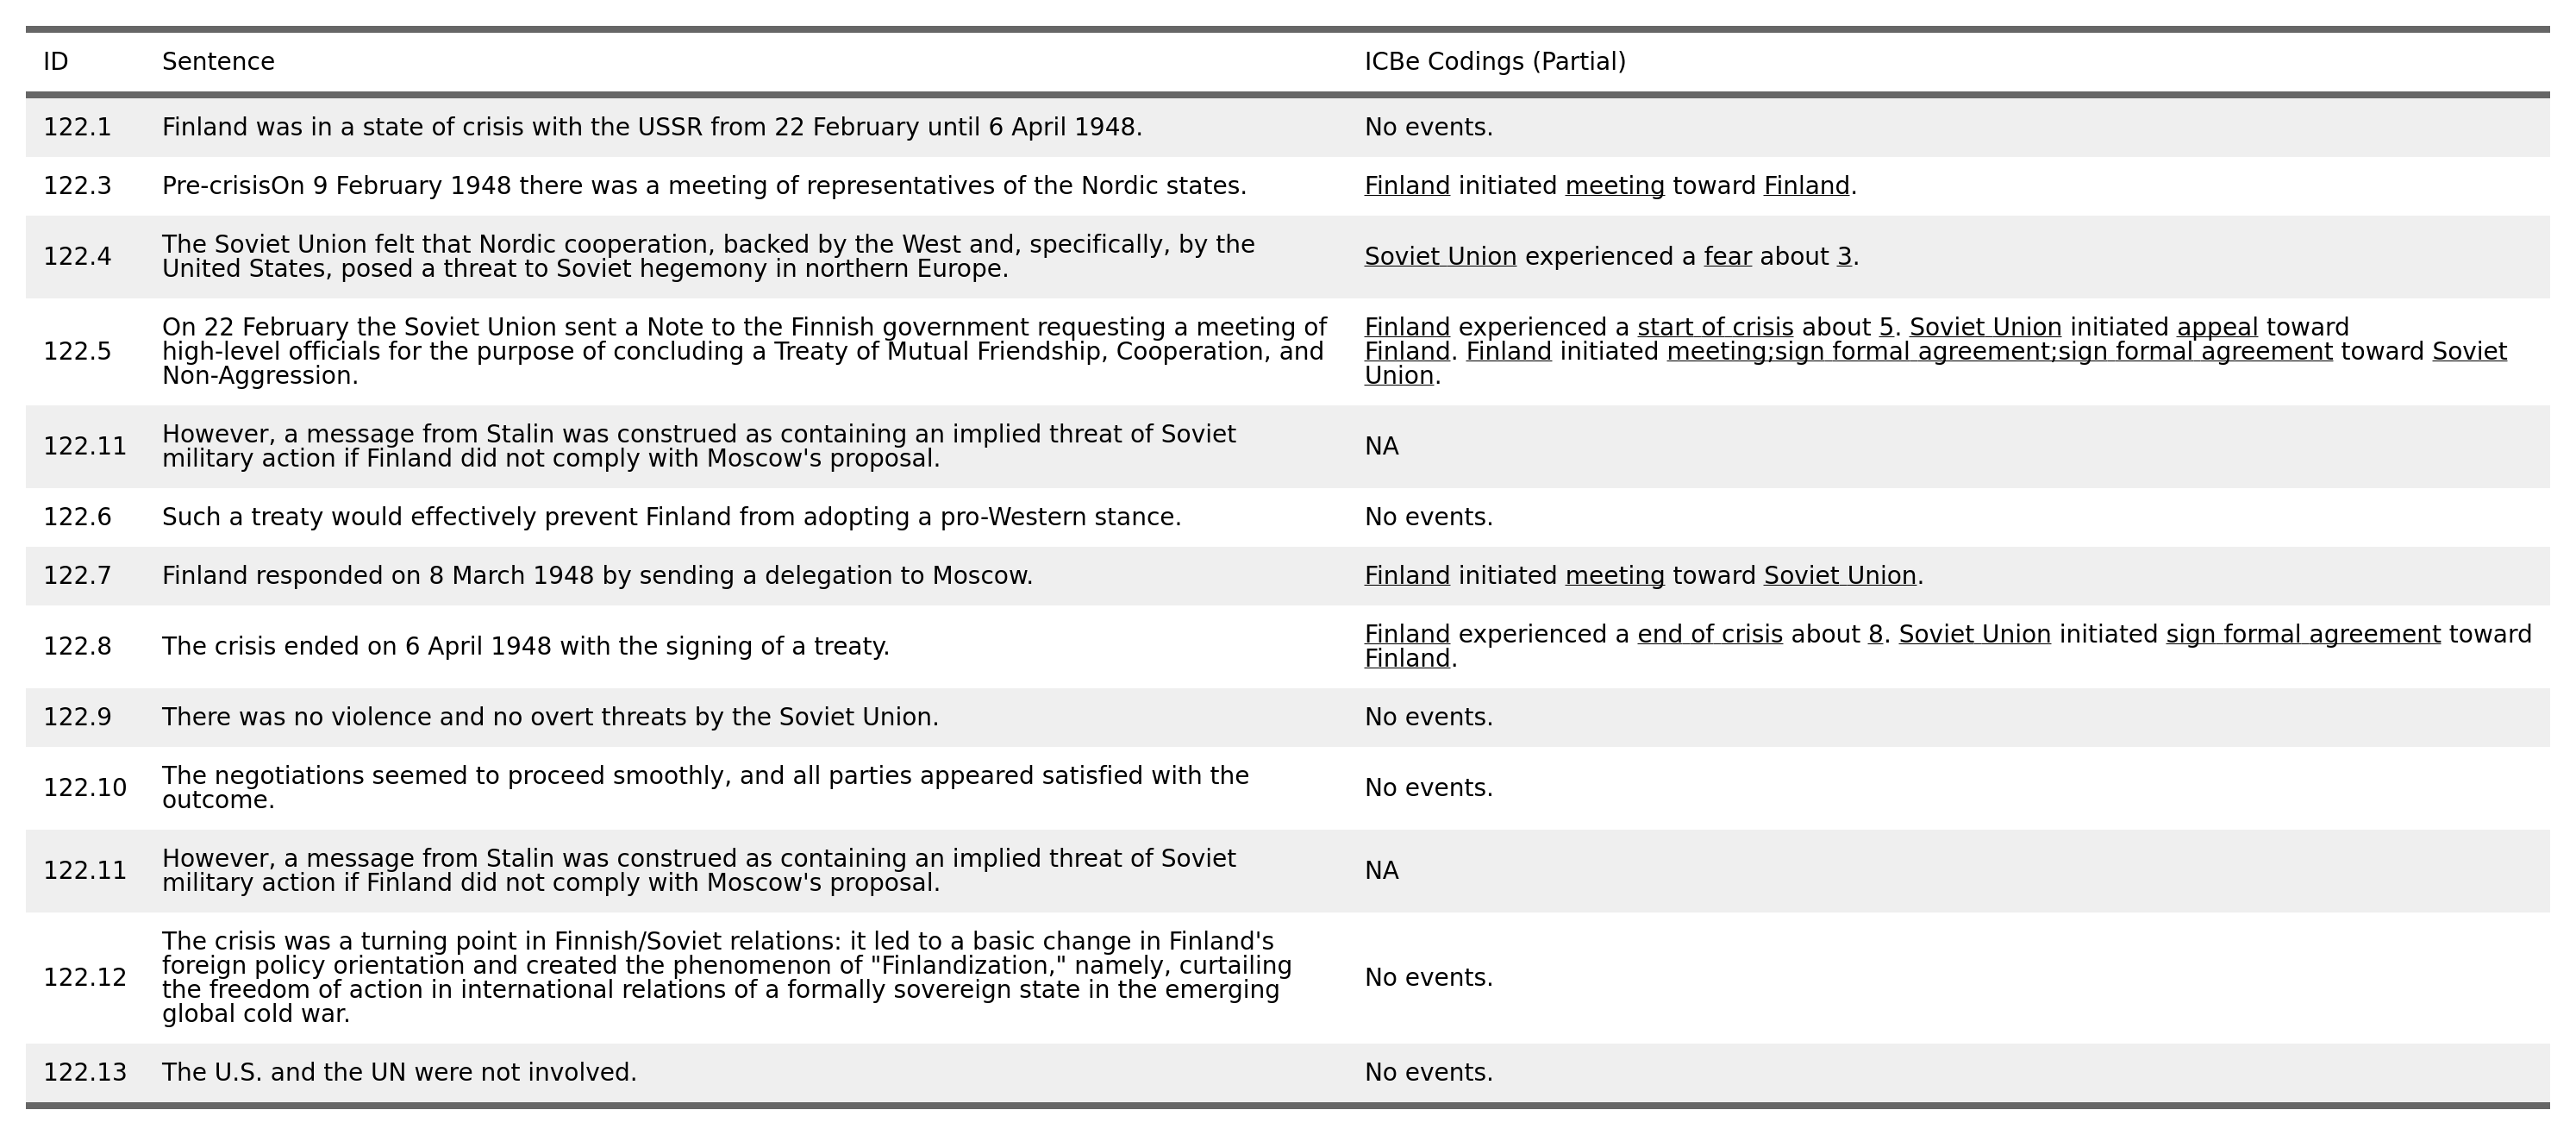 ID Sentence ICBe Codings (Partial)
122.1 Finland was in a state of crisis with the USSR from 22 February until 6 April 1948. No events.
122.3 Pre-crisisOn 9 February 1948 there was a meeting of representatives of the Nordic states. Finland initiated meeting toward Finland.
122.4 The Soviet Union felt that Nordic cooperation, backed by the West and, specifically, by the
United States, posed a threat to Soviet hegemony in northern Europe.
Soviet Union experienced a fear about 3.
122.5 On 22 February the Soviet Union sent a Note to the Finnish government requesting a meeting of
high-level officials for the purpose of concluding a Treaty of Mutual Friendship, Cooperation, and
Non-Aggression.
Finland experienced a start of crisis about 5. Soviet Union initiated appeal toward
Finland. Finland initiated meeting;sign formal agreement;sign formal agreement toward Soviet
Union.
122.11 However, a message from Stalin was construed as containing an implied threat of Soviet
military action if Finland did not comply with Moscow's proposal.
NA
122.6 Such a treaty would effectively prevent Finland from adopting a pro-Western stance. No events.
122.7 Finland responded on 8 March 1948 by sending a delegation to Moscow. Finland initiated meeting toward Soviet Union.
122.8 The crisis ended on 6 April 1948 with the signing of a treaty.
Finland experienced a end of crisis about 8. Soviet Union initiated sign formal agreement toward
Finland.
122.9 There was no violence and no overt threats by the Soviet Union. No events.
122.10 The negotiations seemed to proceed smoothly, and all parties appeared satisfied with the
outcome.
No events.
122.11 However, a message from Stalin was construed as containing an implied threat of Soviet
military action if Finland did not comply with Moscow's proposal.
NA
122.12 The crisis was a turning point in Finnish/Soviet relations: it led to a basic change in Finland's
foreign policy orientation and created the phenomenon of "Finlandization," namely, curtailing
the freedom of action in international relations of a formally sovereign state in the emerging
global cold war.
No events.
122.13 The U.S. and the UN were not involved. No events.